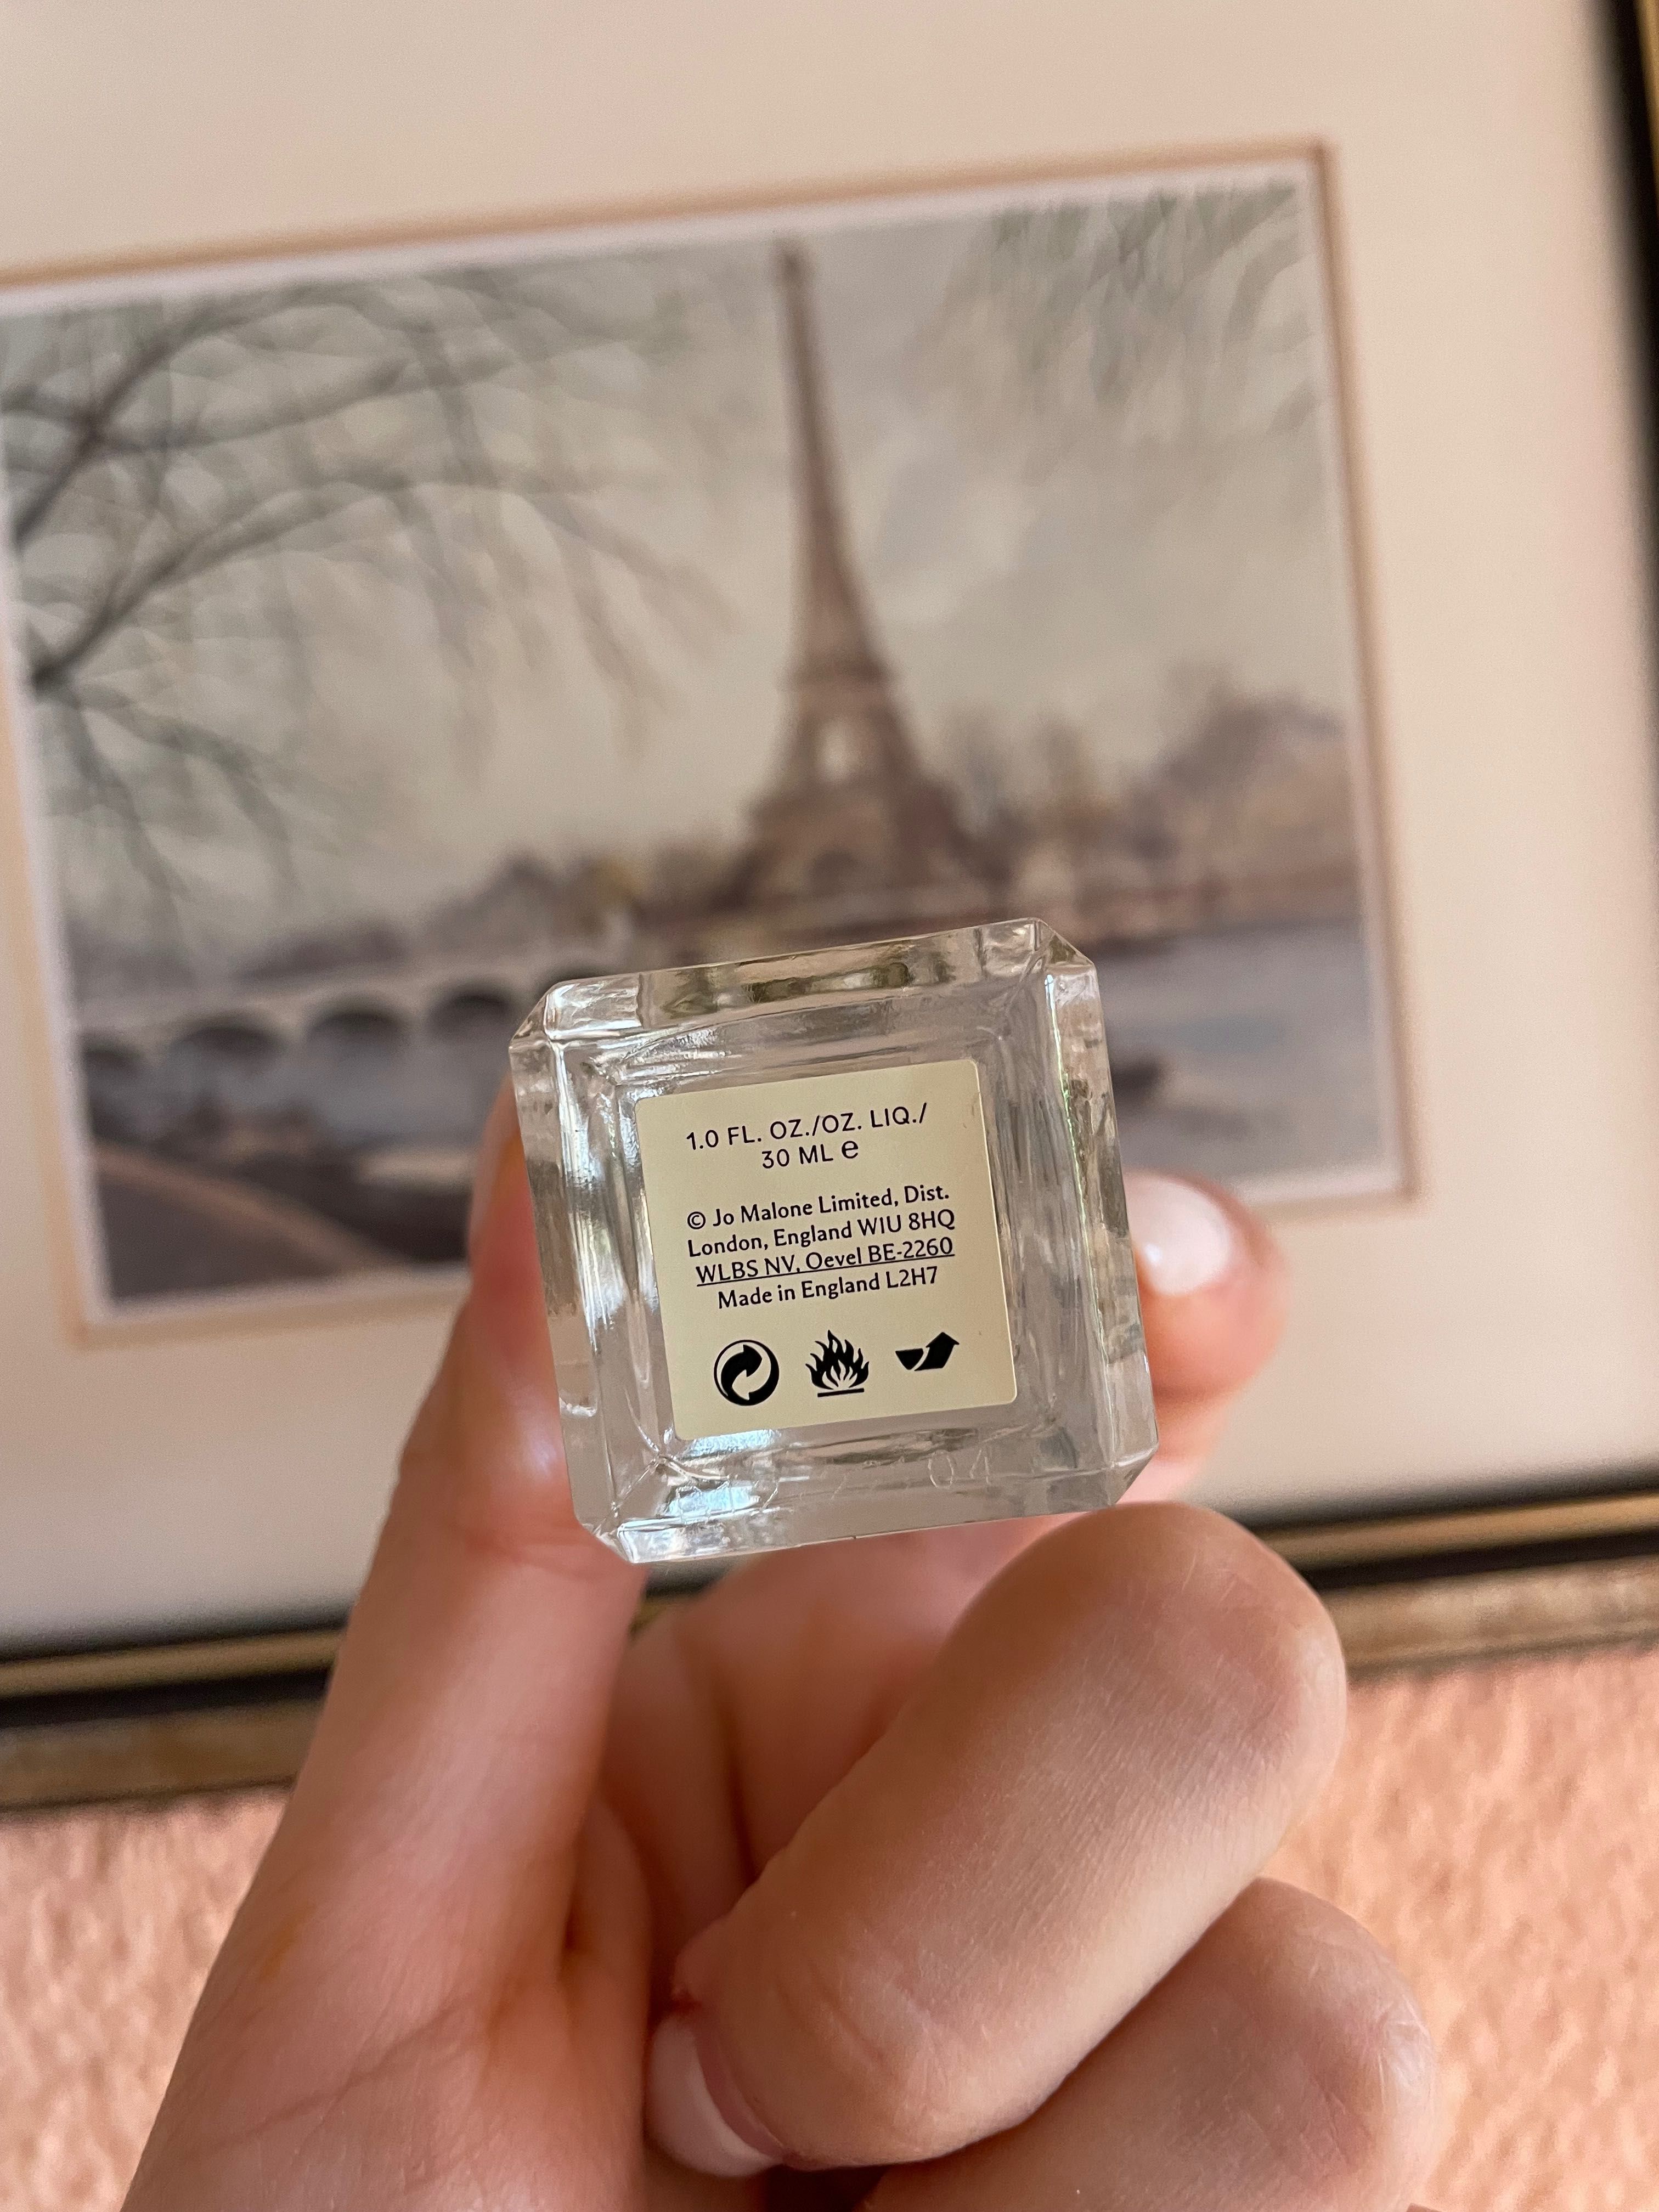 1.0 FL. OZ./OZ. LIQ./
30 ML ℮
© Jo Malone Limited, Dist.
London, England W1U 8HQ
WLBS NV, Oevel BE-2260
Made in England L2H7